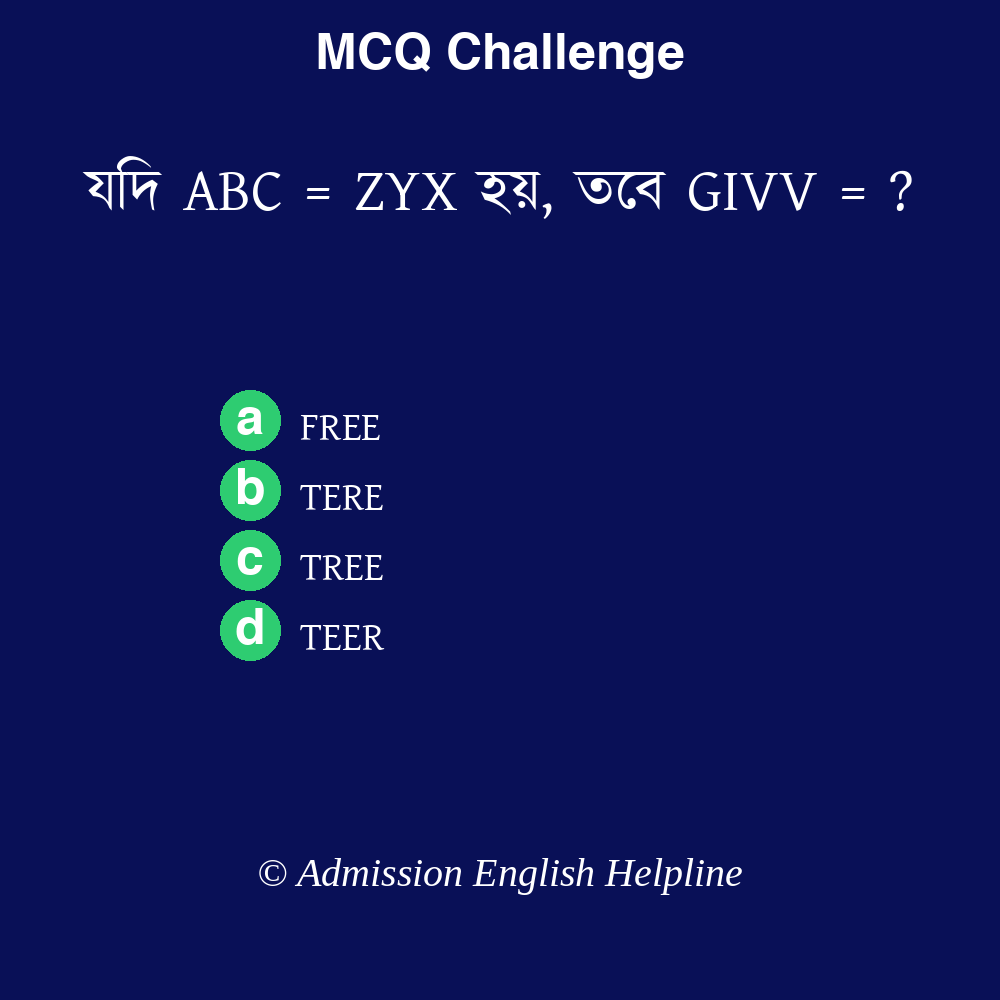 MCQ Challenge
যদি ABC = ZYX হয়, তবে GIVV = ?
a FREE
b TERE
c TREE
d TEER
© Admission English Helpline